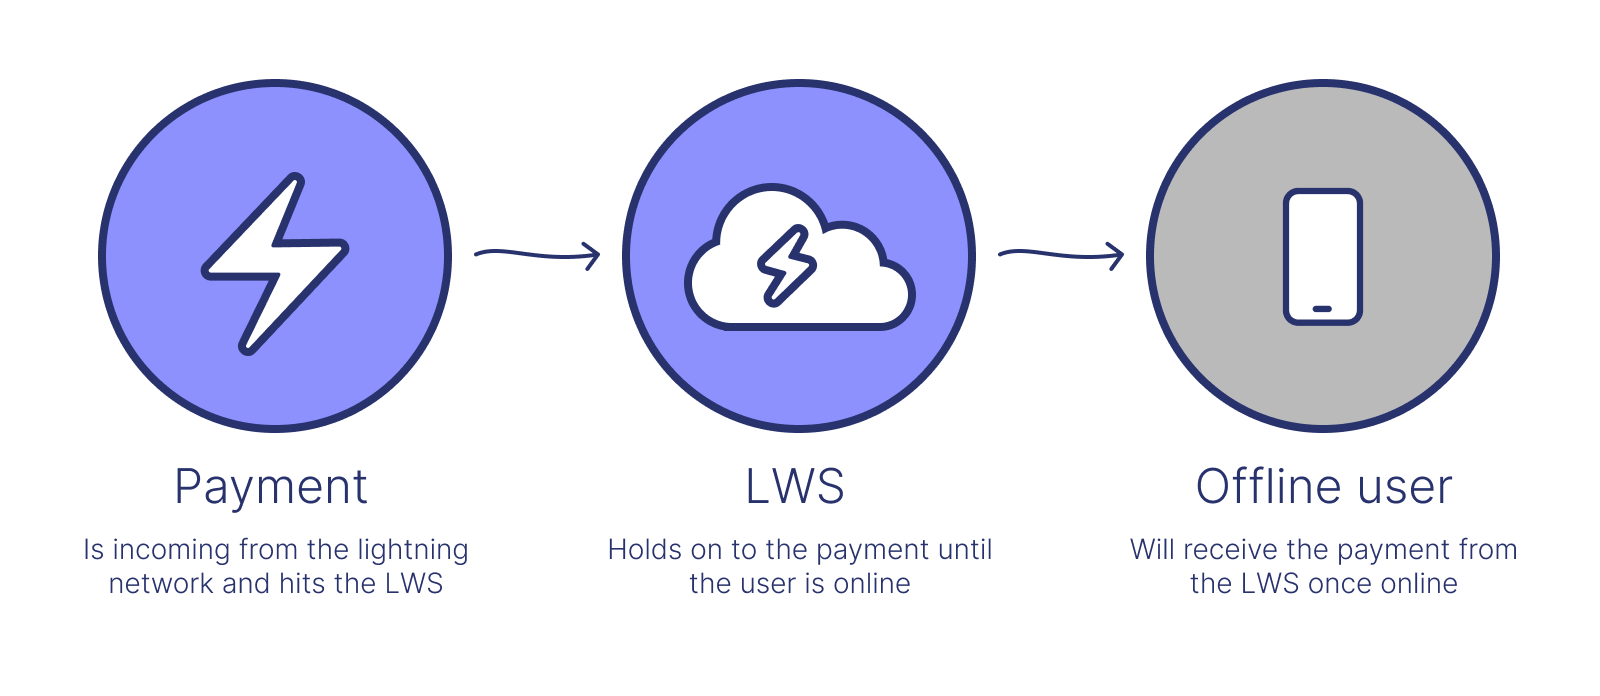 Payment
Is incoming from the lightning
network and hits the LWS
LWS
Holds on to the payment until
the user is online
Offline user
Will receive the payment from
the LWS once online